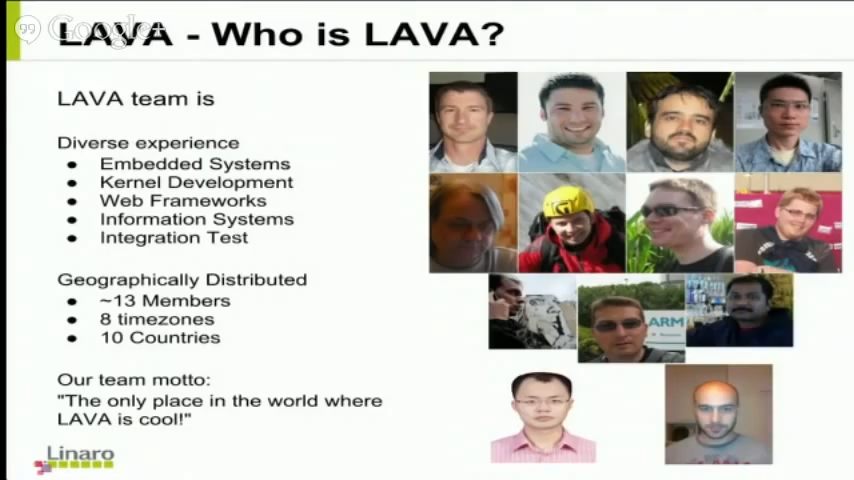 Google+
LAVA - Who is LAVA?
LAVA team is
Diverse experience
● Embedded Systems
● Kernel Development
● Web Frameworks
● Information Systems
● Integration Test
Geographically Distributed
● ~13 Members
● 8 timezones
● 10 Countries
Our team motto:
"The only place in the world where
LAVA is cool!"
ARM
Linaro